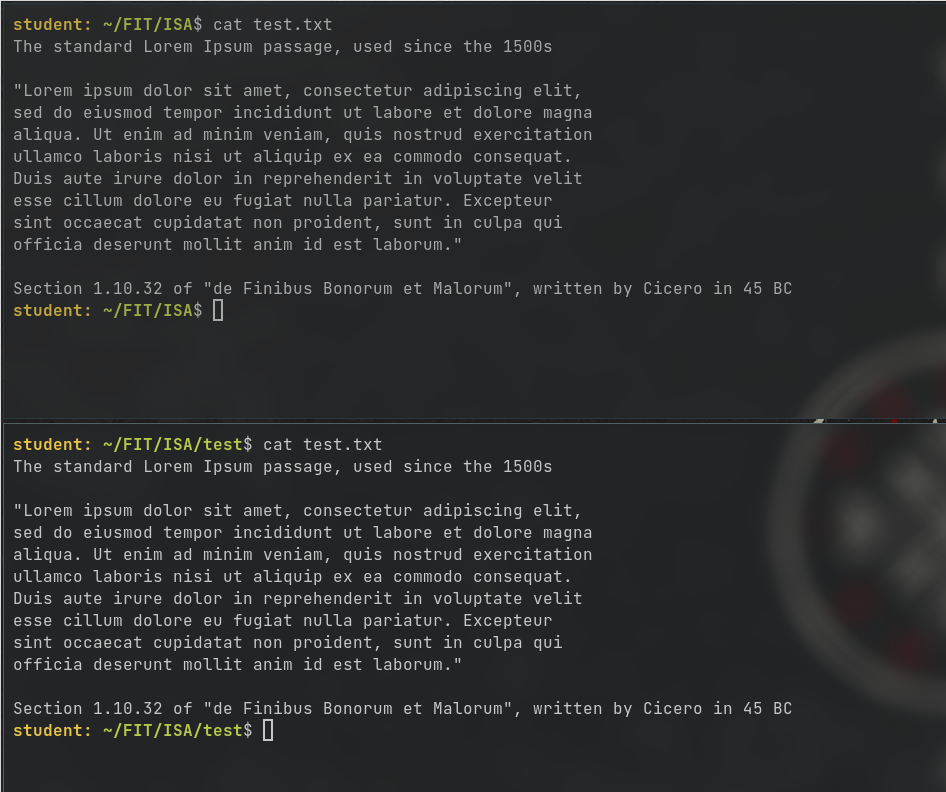 student: ~/FIT/ISA$ cat test.txt
The standard Lorem Ipsum passage, used since the 1500s
"Lorem ipsum dolor sit amet, consectetur adipiscing elit,
sed do eiusmod tempor incididunt ut labore et dolore magna
aliqua. Ut enim ad minim veniam, quis nostrud exercitation
ullamco laboris nisi ut aliquip ex ea commodo consequat.
Duis aute irure dolor in reprehenderit in voluptate velit
esse cillum dolore eu fugiat nulla pariatur. Excepteur
sint occaecat cupidatat non proident, sunt in culpa qui
officia deserunt mollit anim id est laborum."
Section 1.10.32 of "de Finibus Bonorum et Malorum", written by Cicero in 45 BC
student: ~/FIT/ISA$
student: ~/FIT/ISA/test$ cat test.txt
The standard Lorem Ipsum passage, used since the 1500s
"Lorem ipsum dolor sit amet, consectetur adipiscing elit,
sed do eiusmod tempor incididunt ut labore et dolore magna
aliqua. Ut enim ad minim veniam, quis nostrud exercitation
ullamco laboris nisi ut aliquip ex ea commodo consequat.
Duis aute irure dolor in reprehenderit in voluptate velit
esse cillum dolore eu fugiat nulla pariatur. Excepteur
sint occaecat cupidatat non proident, sunt in culpa qui
officia deserunt mollit anim id est laborum."
Section 1.10.32 of "de Finibus Bonorum et Malorum", written by Cicero in 45 BC
student: ~/FIT/ISA/test$